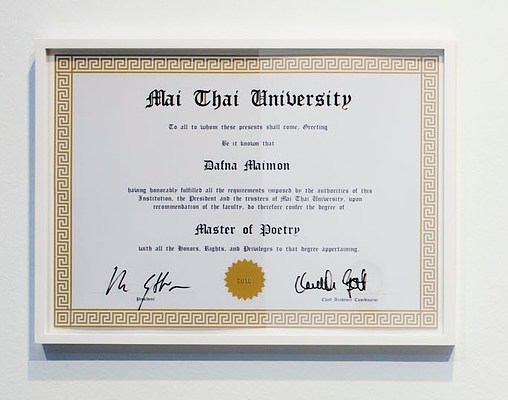 Mai Thai University
To all to whom these presents shall come, Greeting
Be it known that
Dafna Maimon
having honorably fulfilled all the requirements imposed by the authorities of this
Institution, the President and the trustees of Mai Thai University, upon
recommendation of the faculty, do therefore confer the degree of
Master of Poetry
with all the Honors, Rights, and Privileges to that degree appertaining.
President
Chief Academic Coordinator